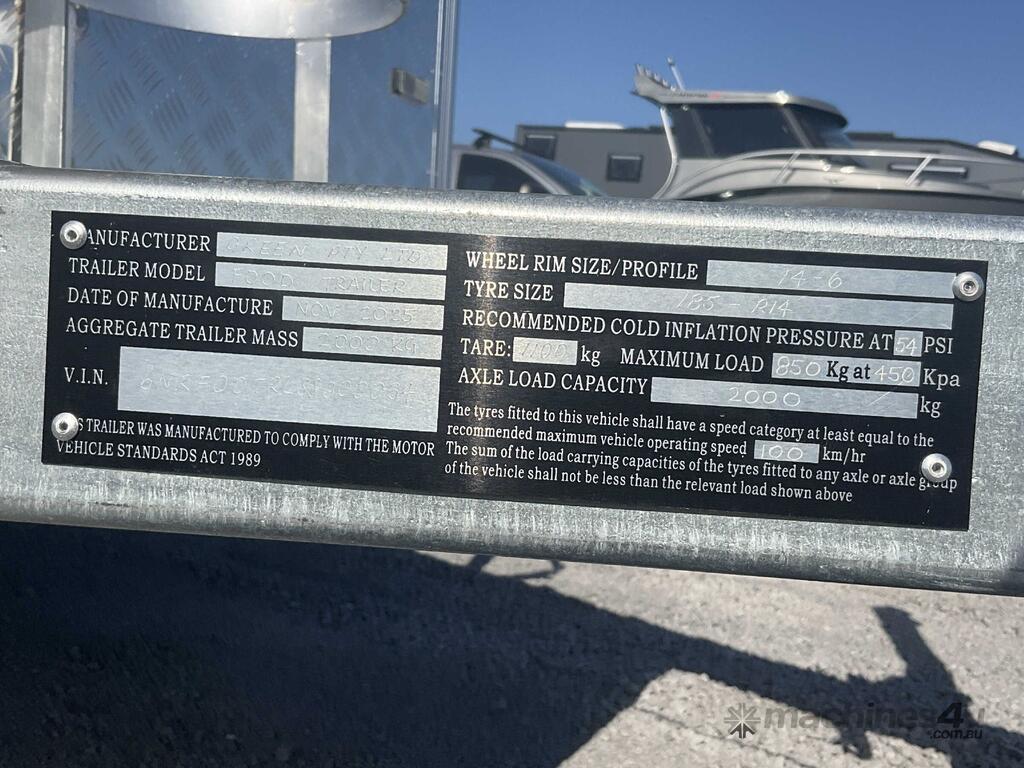 MANUFACTURER GREEN PTY LTD
TRAILER MODEL FOOD TRAILER
DATE OF MANUFACTURE NOV 2025
AGGREGATE TRAILER MASS 2000 KG
V.I.N.
THIS TRAILER WAS MANUFACTURED TO COMPLY WITH THE MOTOR
VEHICLE STANDARDS ACT 1989
WHEEL RIM SIZE/PROFILE 14-6
TYRE SIZE 185-R14
RECOMMENDED COLD INFLATION PRESSURE AT 54 PSI
TARE: 1100 kg MAXIMUM LOAD 850 Kg at 450 Kpa
AXLE LOAD CAPACITY 2000 kg
The tyres fitted to this vehicle shall have a speed category at least equal to the
recommended maximum vehicle operating speed 100 km/hr
The sum of the load carrying capacities of the tyres fitted to any axle or axle group
of the vehicle shall not be less than the relevant load shown above
machines4u
.com.au